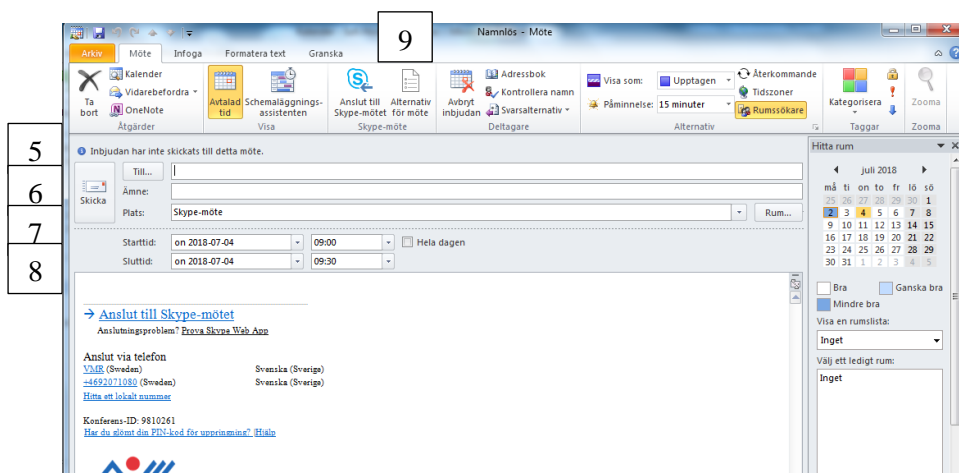 9
Namnlös - Möte
Arkiv Möte Infoga Formatera text Granska
Ta bort
Kalender
Vidarebefordra
OneNote
Åtgärder
Avtalad tid
Schemaläggnings-assistenten
Visa
Anslut till Skype-mötet
Alternativ för möte
Skype-möte
Avbryt inbjudan
Adressbok
Kontrollera namn
Svarsalternativ
Deltagare
Visa som: Upptagen
Påminnelse: 15 minuter
Återkommande
Tidszoner
Rumssökare
Alternativ
Kategorisera
Taggar
Zooma
Zooma
5
6
7
8
Inbjudan har inte skickats till detta möte.
Skicka
Till...
Ämne:
Plats: Skype-möte Rum...
Starttid: on 2018-07-04 09:00 Hela dagen
Sluttid: on 2018-07-04 09:30
→ Anslut till Skype-mötet
Anslutningsproblem? Prova Skype Web App
Anslut via telefon
VMR (Sweden) Svenska (Sverige)
+4692071080 (Sweden) Svenska (Sverige)
Hitta ett lokalt nummer
Konferens-ID: 9810261
Har du glömt din PIN-kod för uppringning? |Hjälp
Hitta rum
juli 2018
må ti on to fr lö sö
25 26 27 28 29 30 1
2 3 4 5 6 7 8
9 10 11 12 13 14 15
16 17 18 19 20 21 22
23 24 25 26 27 28 29
30 31 1 2 3 4 5
Bra Ganska bra
Mindre bra
Visa en rumslista:
Inget
Välj ett ledigt rum:
Inget